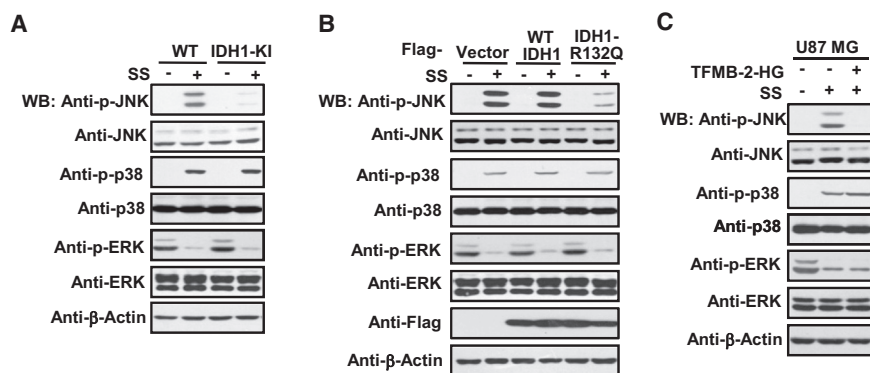 A
WT IDH1-KI
SS - + - +
WB: Anti-p-JNK
Anti-JNK
Anti-p-p38
Anti-p38
Anti-p-ERK
Anti-ERK
Anti-β-Actin
B
Flag- Vector WT IDH1 IDH1-R132Q
SS - + - + - +
WB: Anti-p-JNK
Anti-JNK
Anti-p-p38
Anti-p38
Anti-p-ERK
Anti-ERK
Anti-Flag
Anti-β-Actin
C
U87 MG
TFMB-2-HG - - +
SS - + +
WB: Anti-p-JNK
Anti-JNK
Anti-p-p38
Anti-p38
Anti-p-ERK
Anti-ERK
Anti-β-Actin